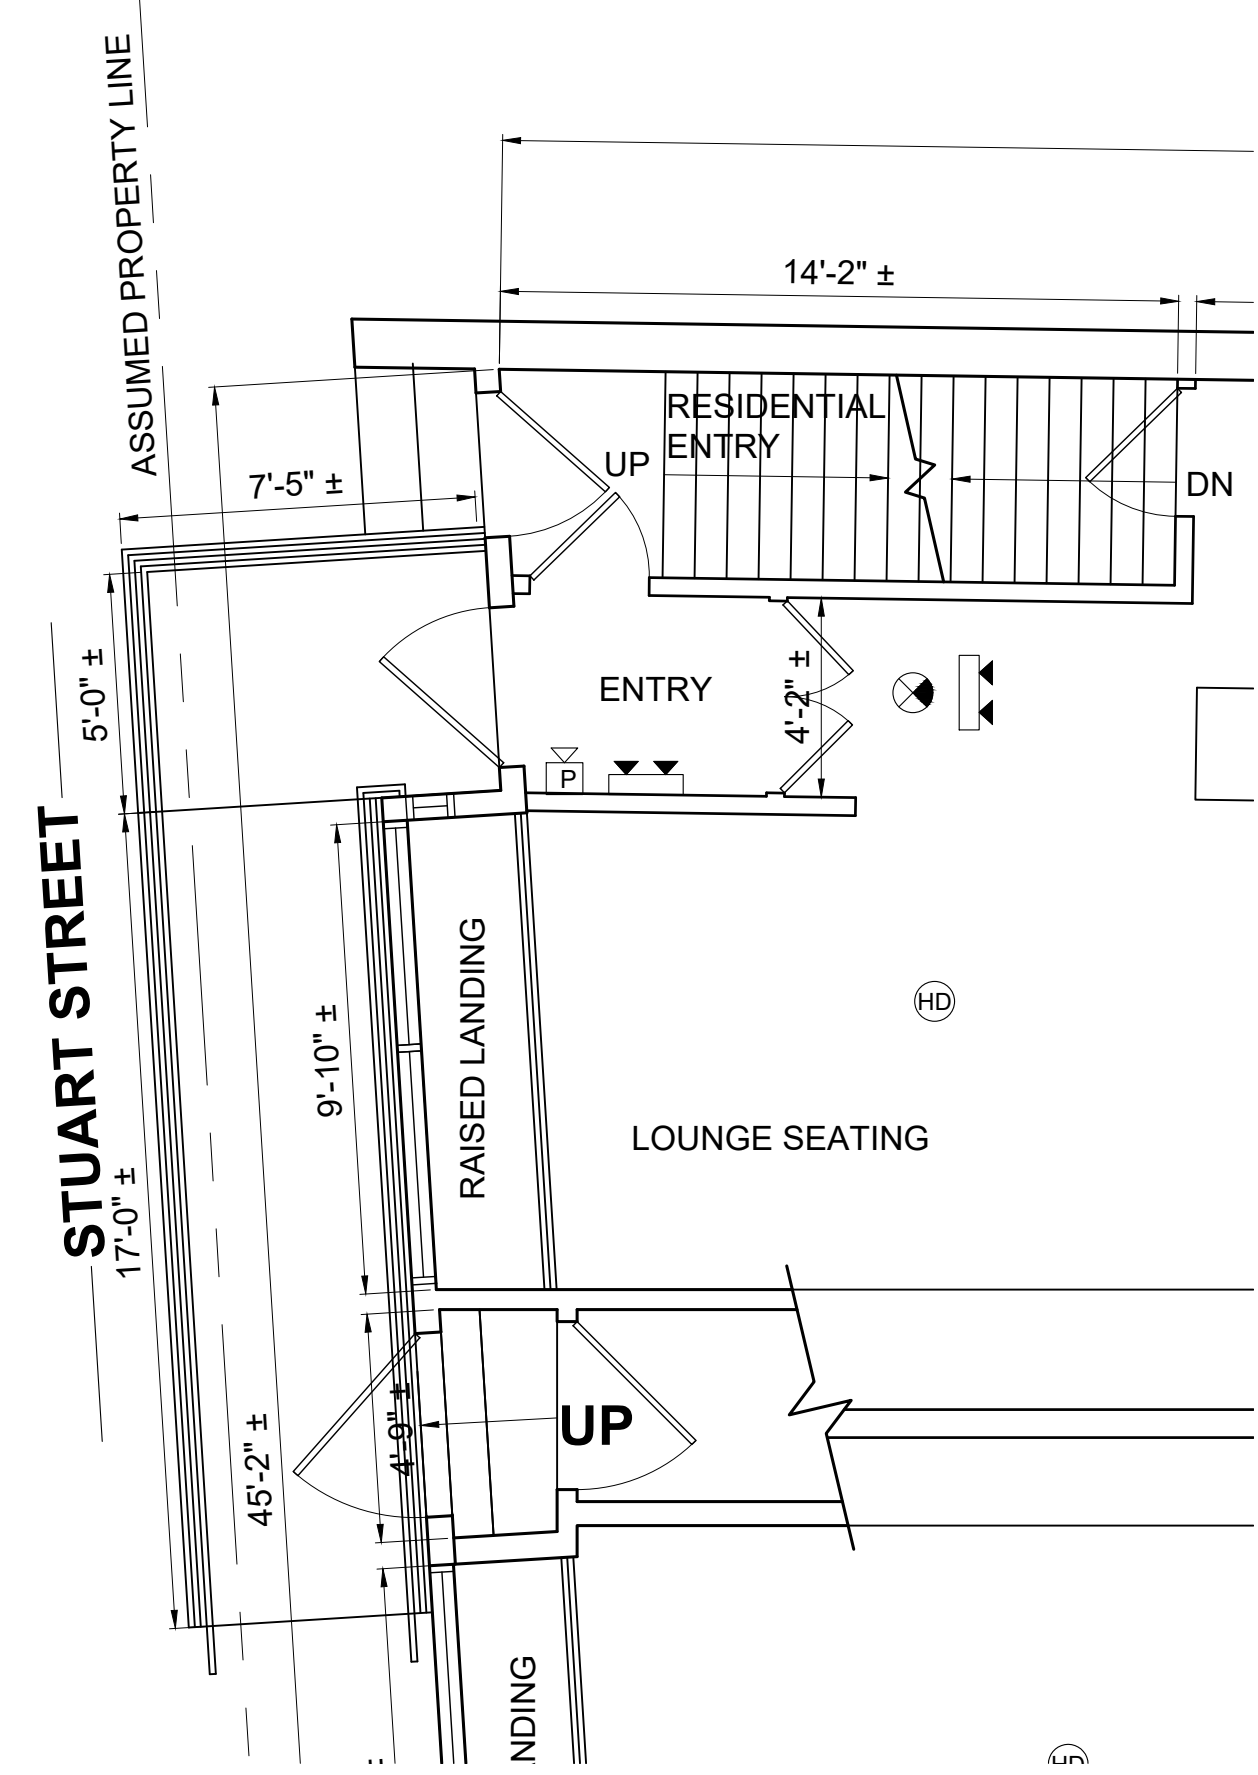 ASSUMED PROPERTY LINE
14'-2" ±
RESIDENTIAL
ENTRY
UP
DN
7'-5" ±
5'-0" ±
ENTRY
4'-2" ±
P
STUART STREET
17'-0" ±
9'-10" ±
RAISED LANDING
HD
LOUNGE SEATING
4'-9" ±
UP
45'-2" ±
NDING
HD